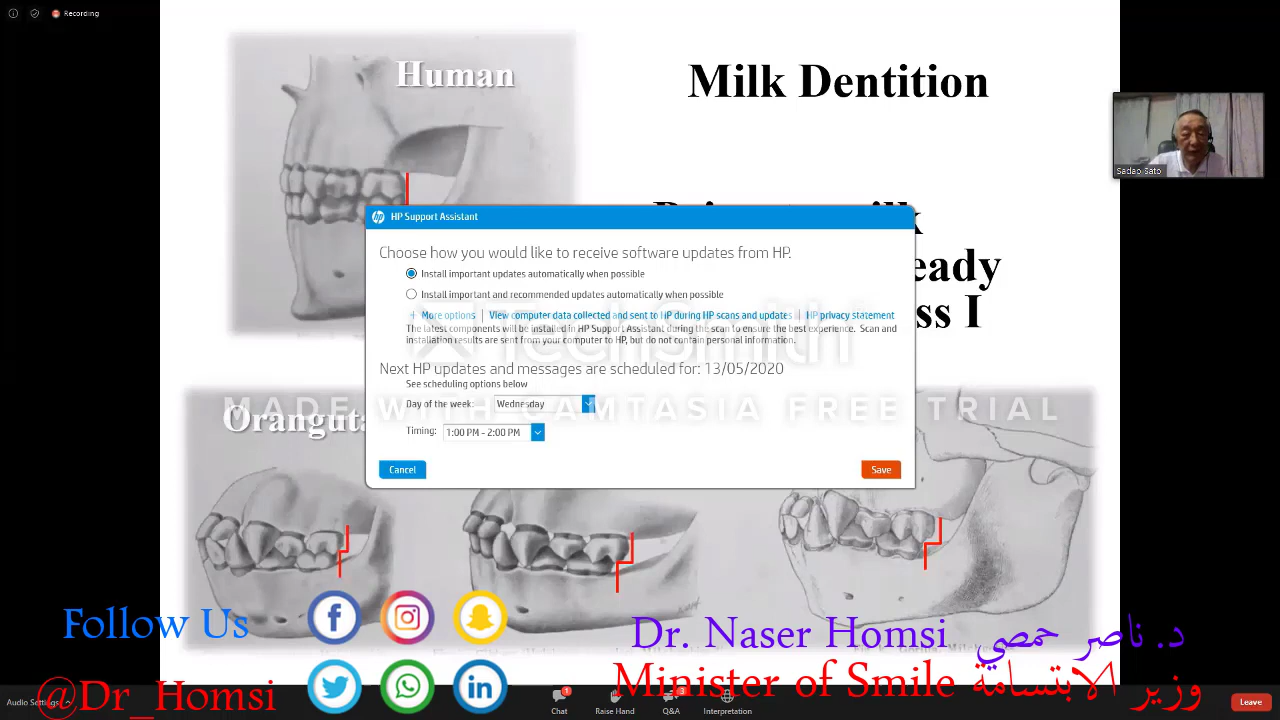 Recording
Human
Milk Dentition
Sadao Sato
HP Support Assistant
eady
Choose how you would like to receive software updates from HP.
Install important updates automatically when possible
Install important and recommended updates automatically when possible
ss I
+ More options | View computer data collected and sent to HP during HP scans and updates | HP privacy statement
The latest components will be installed in HP Support Assistant during the scan to ensure the best experience. Scan and
installation results are sent from your computer to HP, but do not contain personal information.
TechSmith
Next HP updates and messages are scheduled for: 13/05/2020
See scheduling options below
Day of the week: Wednesday
MADE WITH CAMTASIA FREE TRIAL
Oranguta
Timing: 1:00 PM - 2:00 PM
Cancel
Save
Follow Us
Dr. Naser Homsi د. ناصر حمصي
Minister of Smile وزير الابتسامة
@Dr_Homsi
Audio Settings
Chat 1
Raise Hand
Q&A 3
Interpretation
Leave